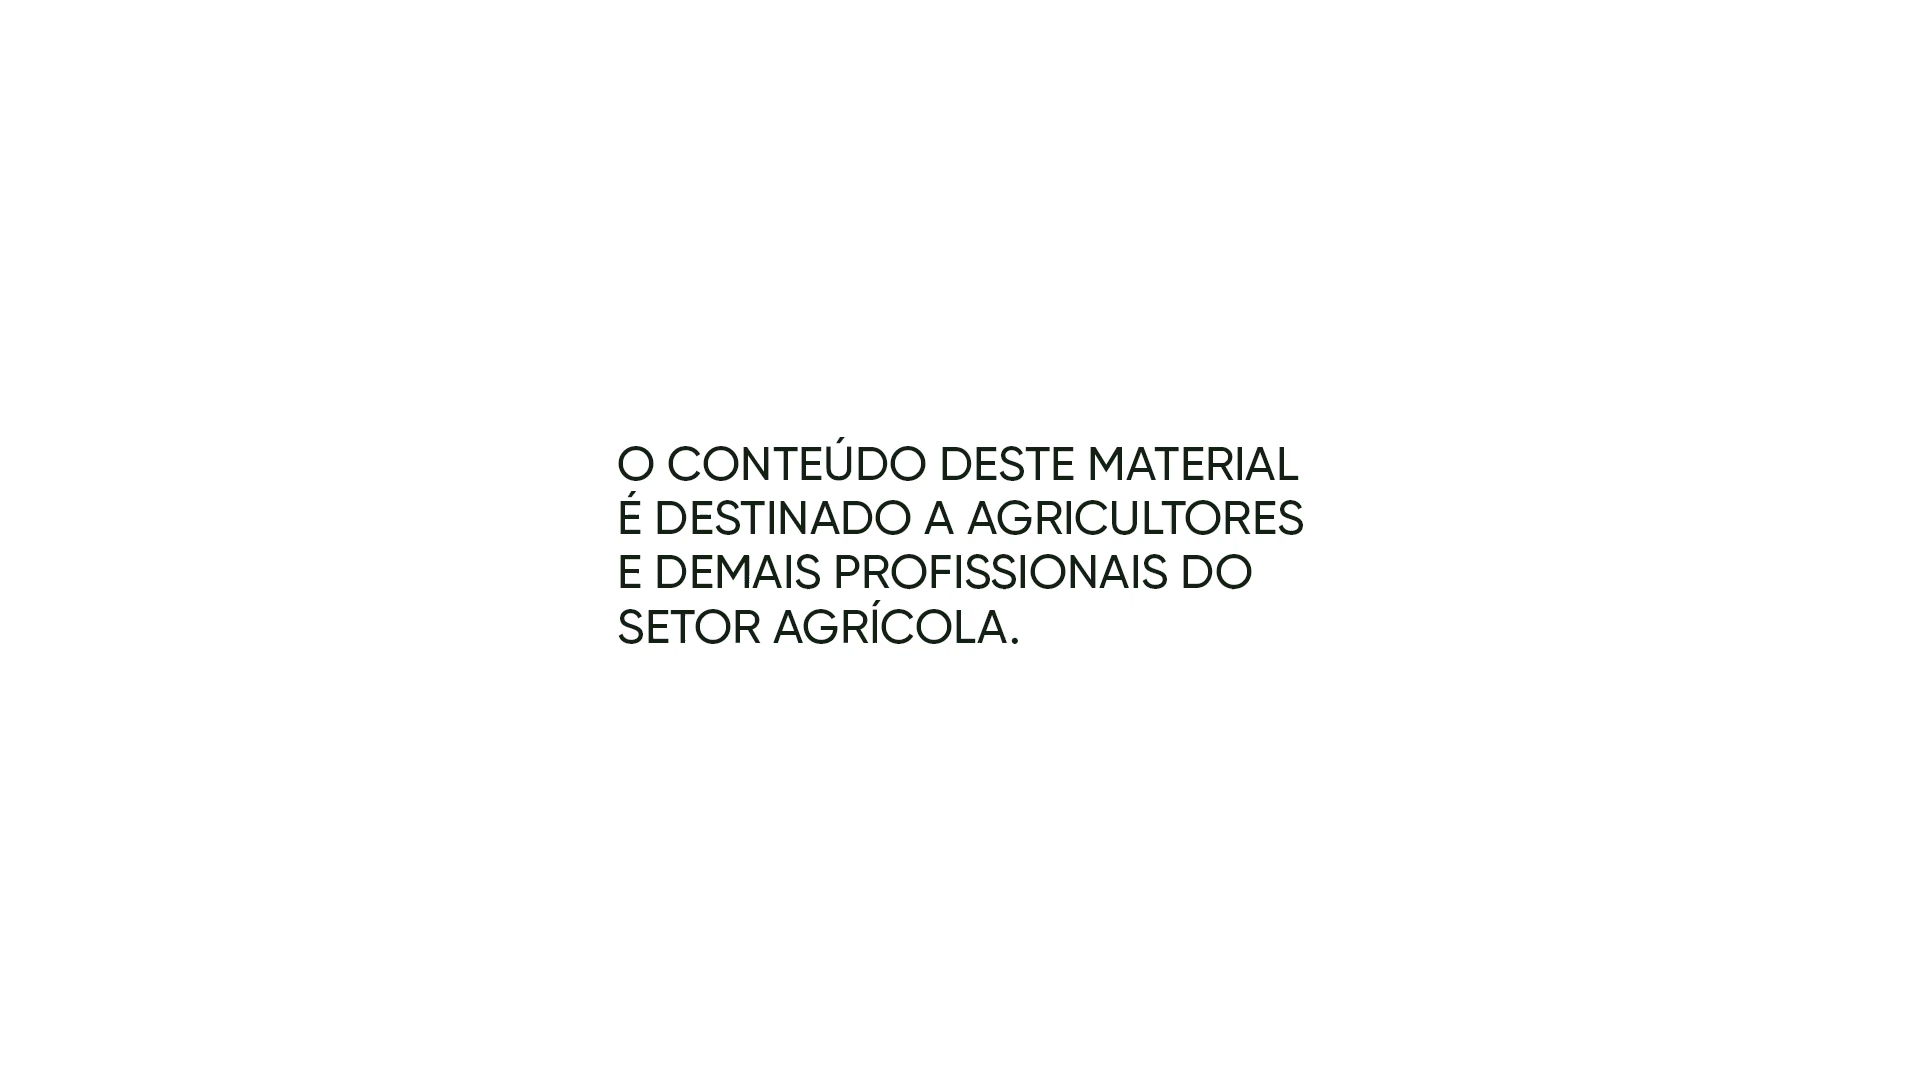 O CONTEÚDO DESTE MATERIAL
É DESTINADO A AGRICULTORES
E DEMAIS PROFISSIONAIS DO
SETOR AGRÍCOLA.